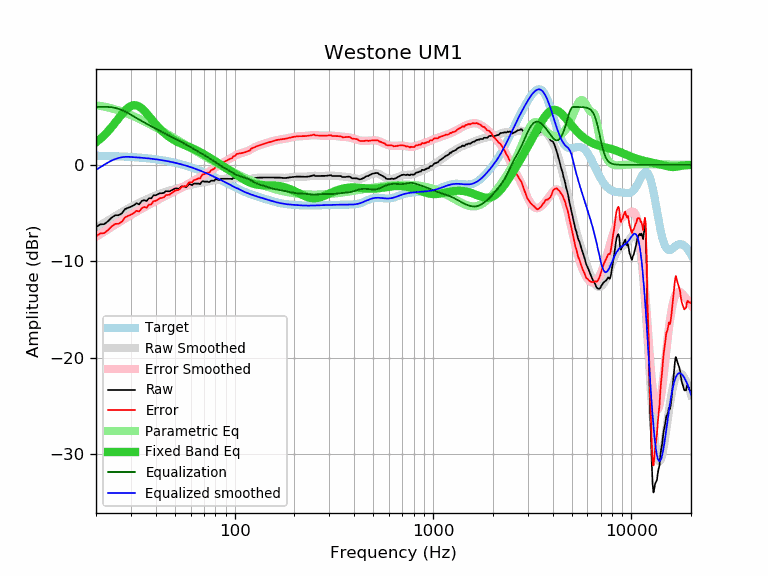 Westone UM1
Amplitude (dBr)
0
−10
−20
−30
Target
Raw Smoothed
Error Smoothed
Raw
Error
Parametric Eq
Fixed Band Eq
Equalization
Equalized smoothed
100
1000
10000
Frequency (Hz)